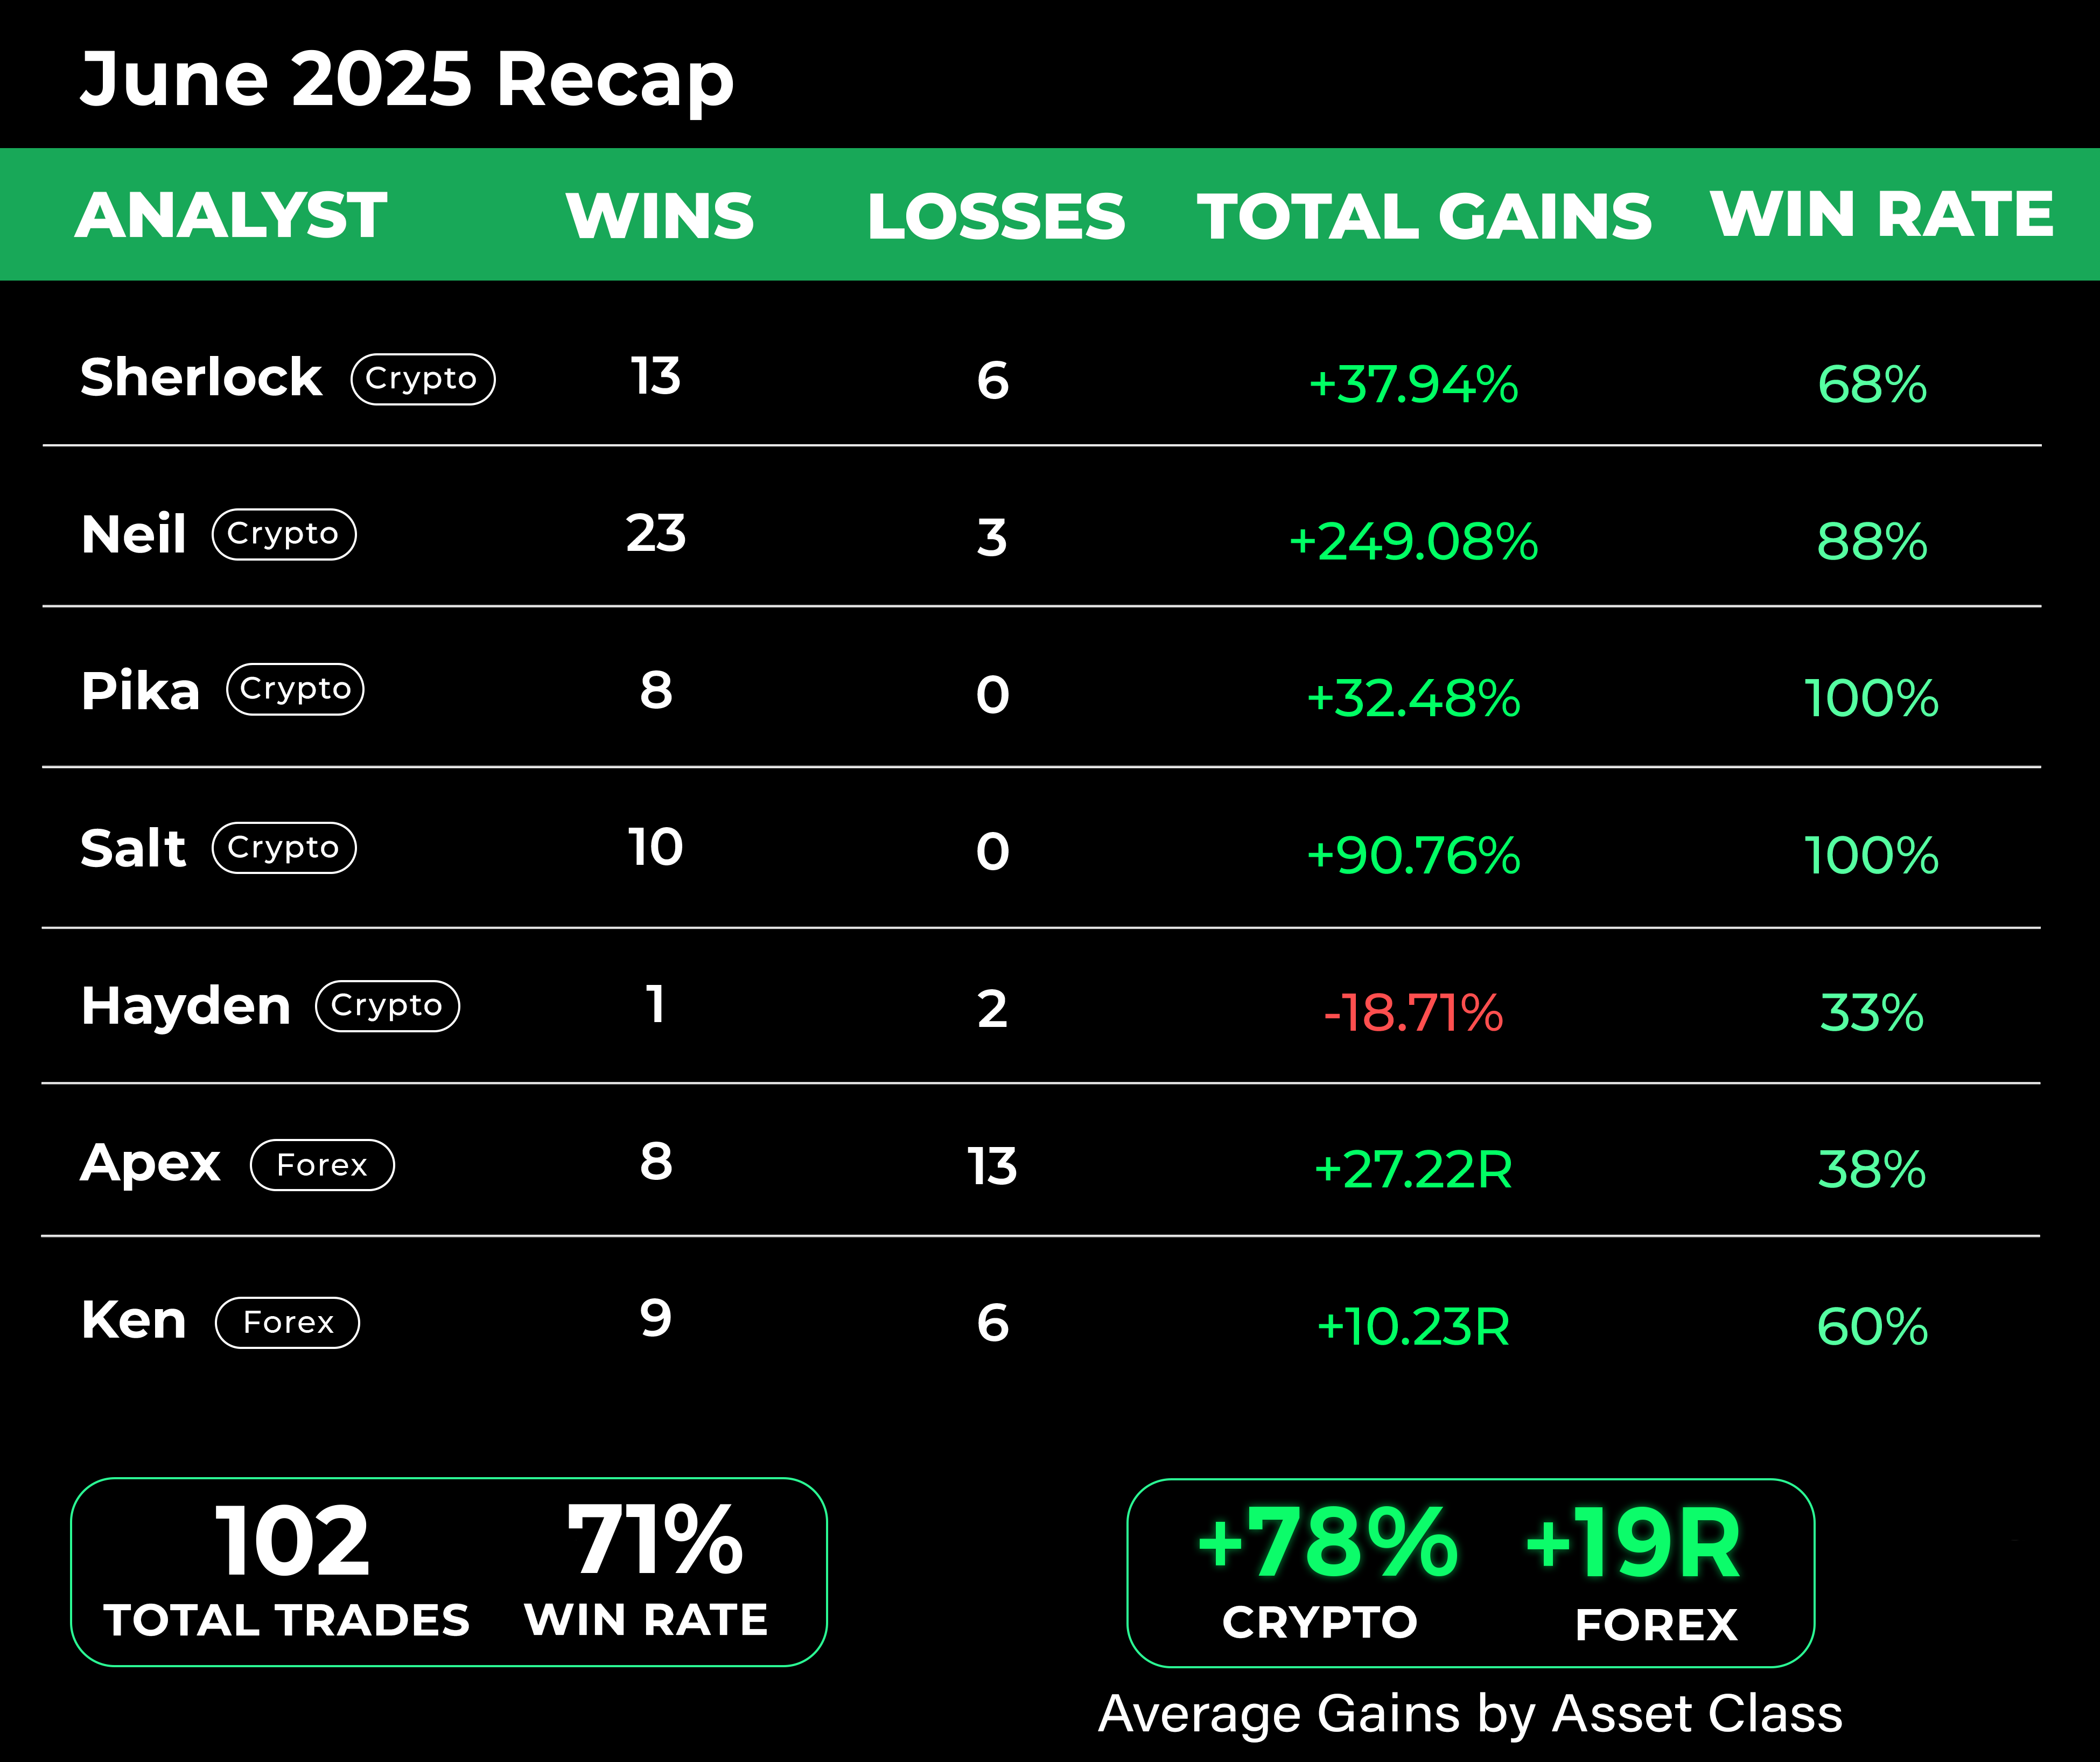 June 2025 Recap
ANALYST WINS LOSSES TOTAL GAINS WIN RATE
Sherlock Crypto 13 6 +37.94% 68%
Neil Crypto 23 3 +249.08% 88%
Pika Crypto 8 0 +32.48% 100%
Salt Crypto 10 0 +90.76% 100%
Hayden Crypto 1 2 -18.71% 33%
Apex Forex 8 13 +27.22R 38%
Ken Forex 9 6 +10.23R 60%
102 71% +78% +19R
TOTAL TRADES WIN RATE CRYPTO FOREX
Average Gains by Asset Class